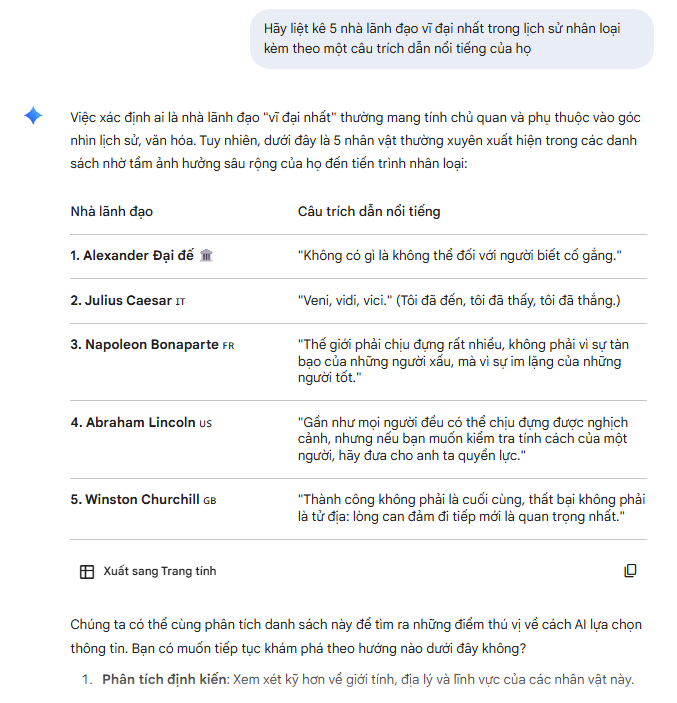 Hãy liệt kê 5 nhà lãnh đạo vĩ đại nhất trong lịch sử nhân loại
kèm theo một câu trích dẫn nổi tiếng của họ
Việc xác định ai là nhà lãnh đạo "vĩ đại nhất" thường mang tính chủ quan và phụ thuộc vào góc
nhìn lịch sử, văn hóa. Tuy nhiên, dưới đây là 5 nhân vật thường xuyên xuất hiện trong các danh
sách nhờ tầm ảnh hưởng sâu rộng của họ đến tiến trình nhân loại:
Nhà lãnh đạo Câu trích dẫn nổi tiếng
1. Alexander Đại đế 🏛️ "Không có gì là không thể đối với người biết cố gắng."
2. Julius Caesar IT "Veni, vidi, vici." (Tôi đã đến, tôi đã thấy, tôi đã thắng.)
3. Napoleon Bonaparte FR "Thế giới phải chịu đựng rất nhiều, không phải vì sự tàn
bạo của những người xấu, mà vì sự im lặng của những
người tốt."
4. Abraham Lincoln US "Gần như mọi người đều có thể chịu đựng được nghịch
cảnh, nhưng nếu bạn muốn kiểm tra tính cách của một
người, hãy đưa cho anh ta quyền lực."
5. Winston Churchill GB "Thành công không phải là cuối cùng, thất bại không phải
là tử địa: lòng can đảm đi tiếp mới là quan trọng nhất."
Xuất sang Trang tính
Chúng ta có thể cùng phân tích danh sách này để tìm ra những điểm thú vị về cách AI lựa chọn
thông tin. Bạn có muốn tiếp tục khám phá theo hướng nào dưới đây không?
1. Phân tích định kiến: Xem xét kỹ hơn về giới tính, địa lý và lĩnh vực của các nhân vật này.